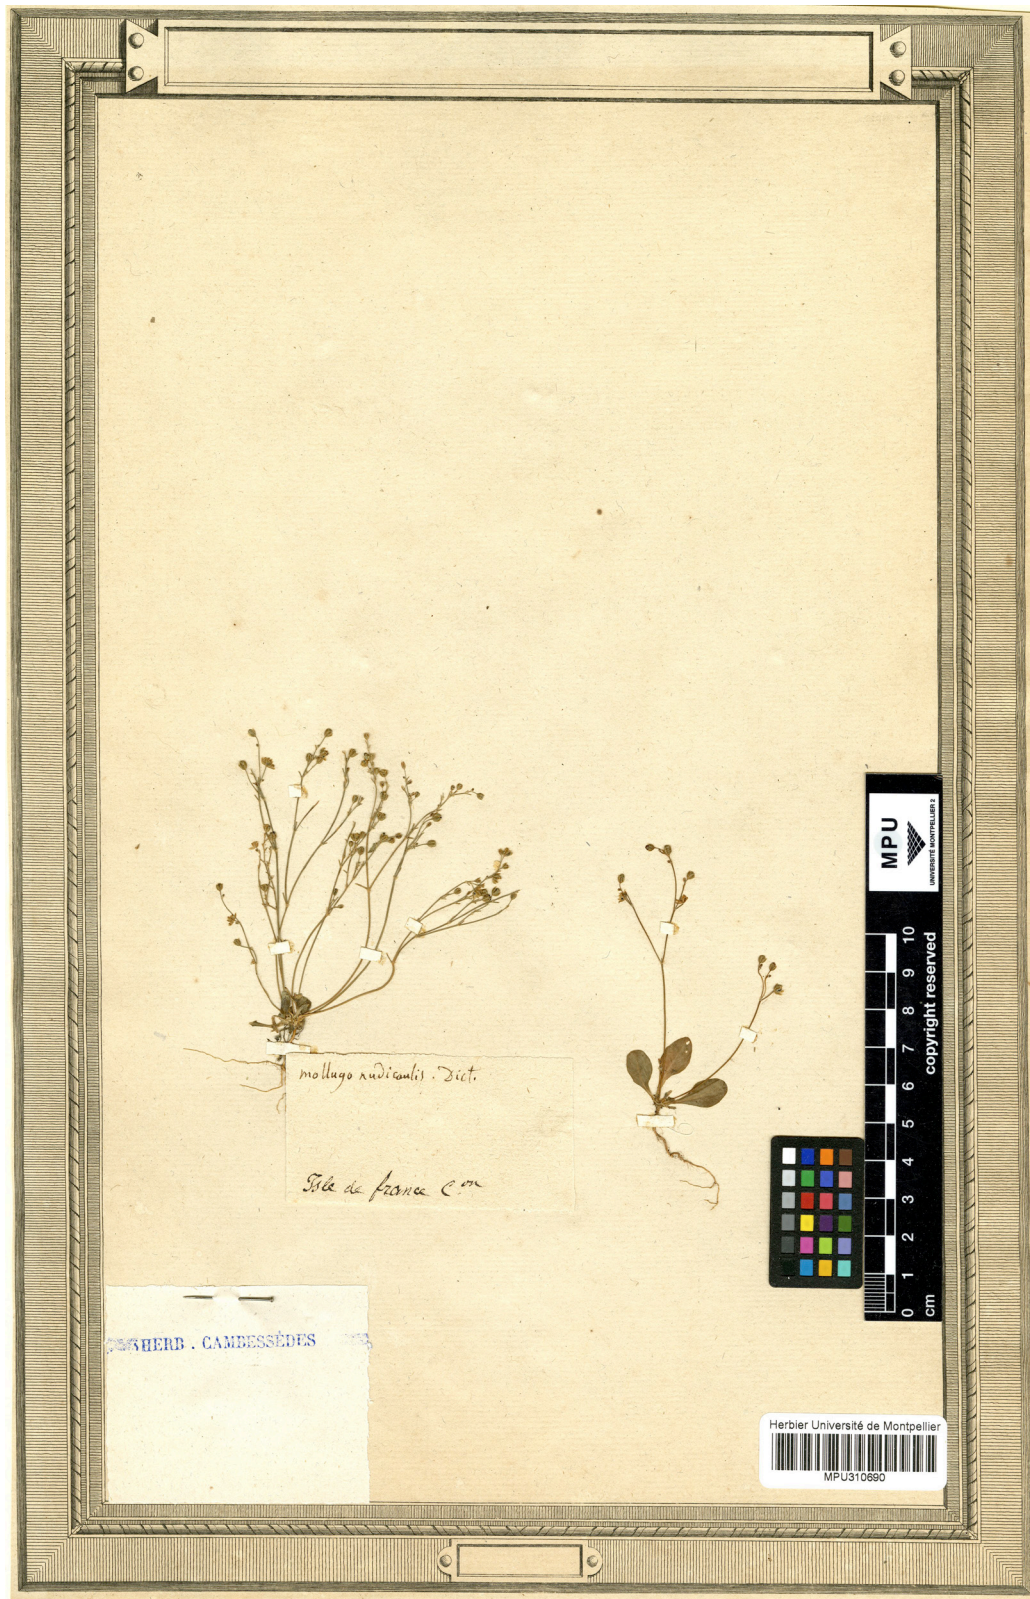 mollugo nudicaulis. Dict.
Isle de france C.on
HERB. CAMBESSÈDES
MPU
UNIVERSITÉ MONTPELLIER 2
copyright reserved
10
9
8
7
6
5
4
3
2
1
0
cm
Herbier Université de Montpellier
MPU310690